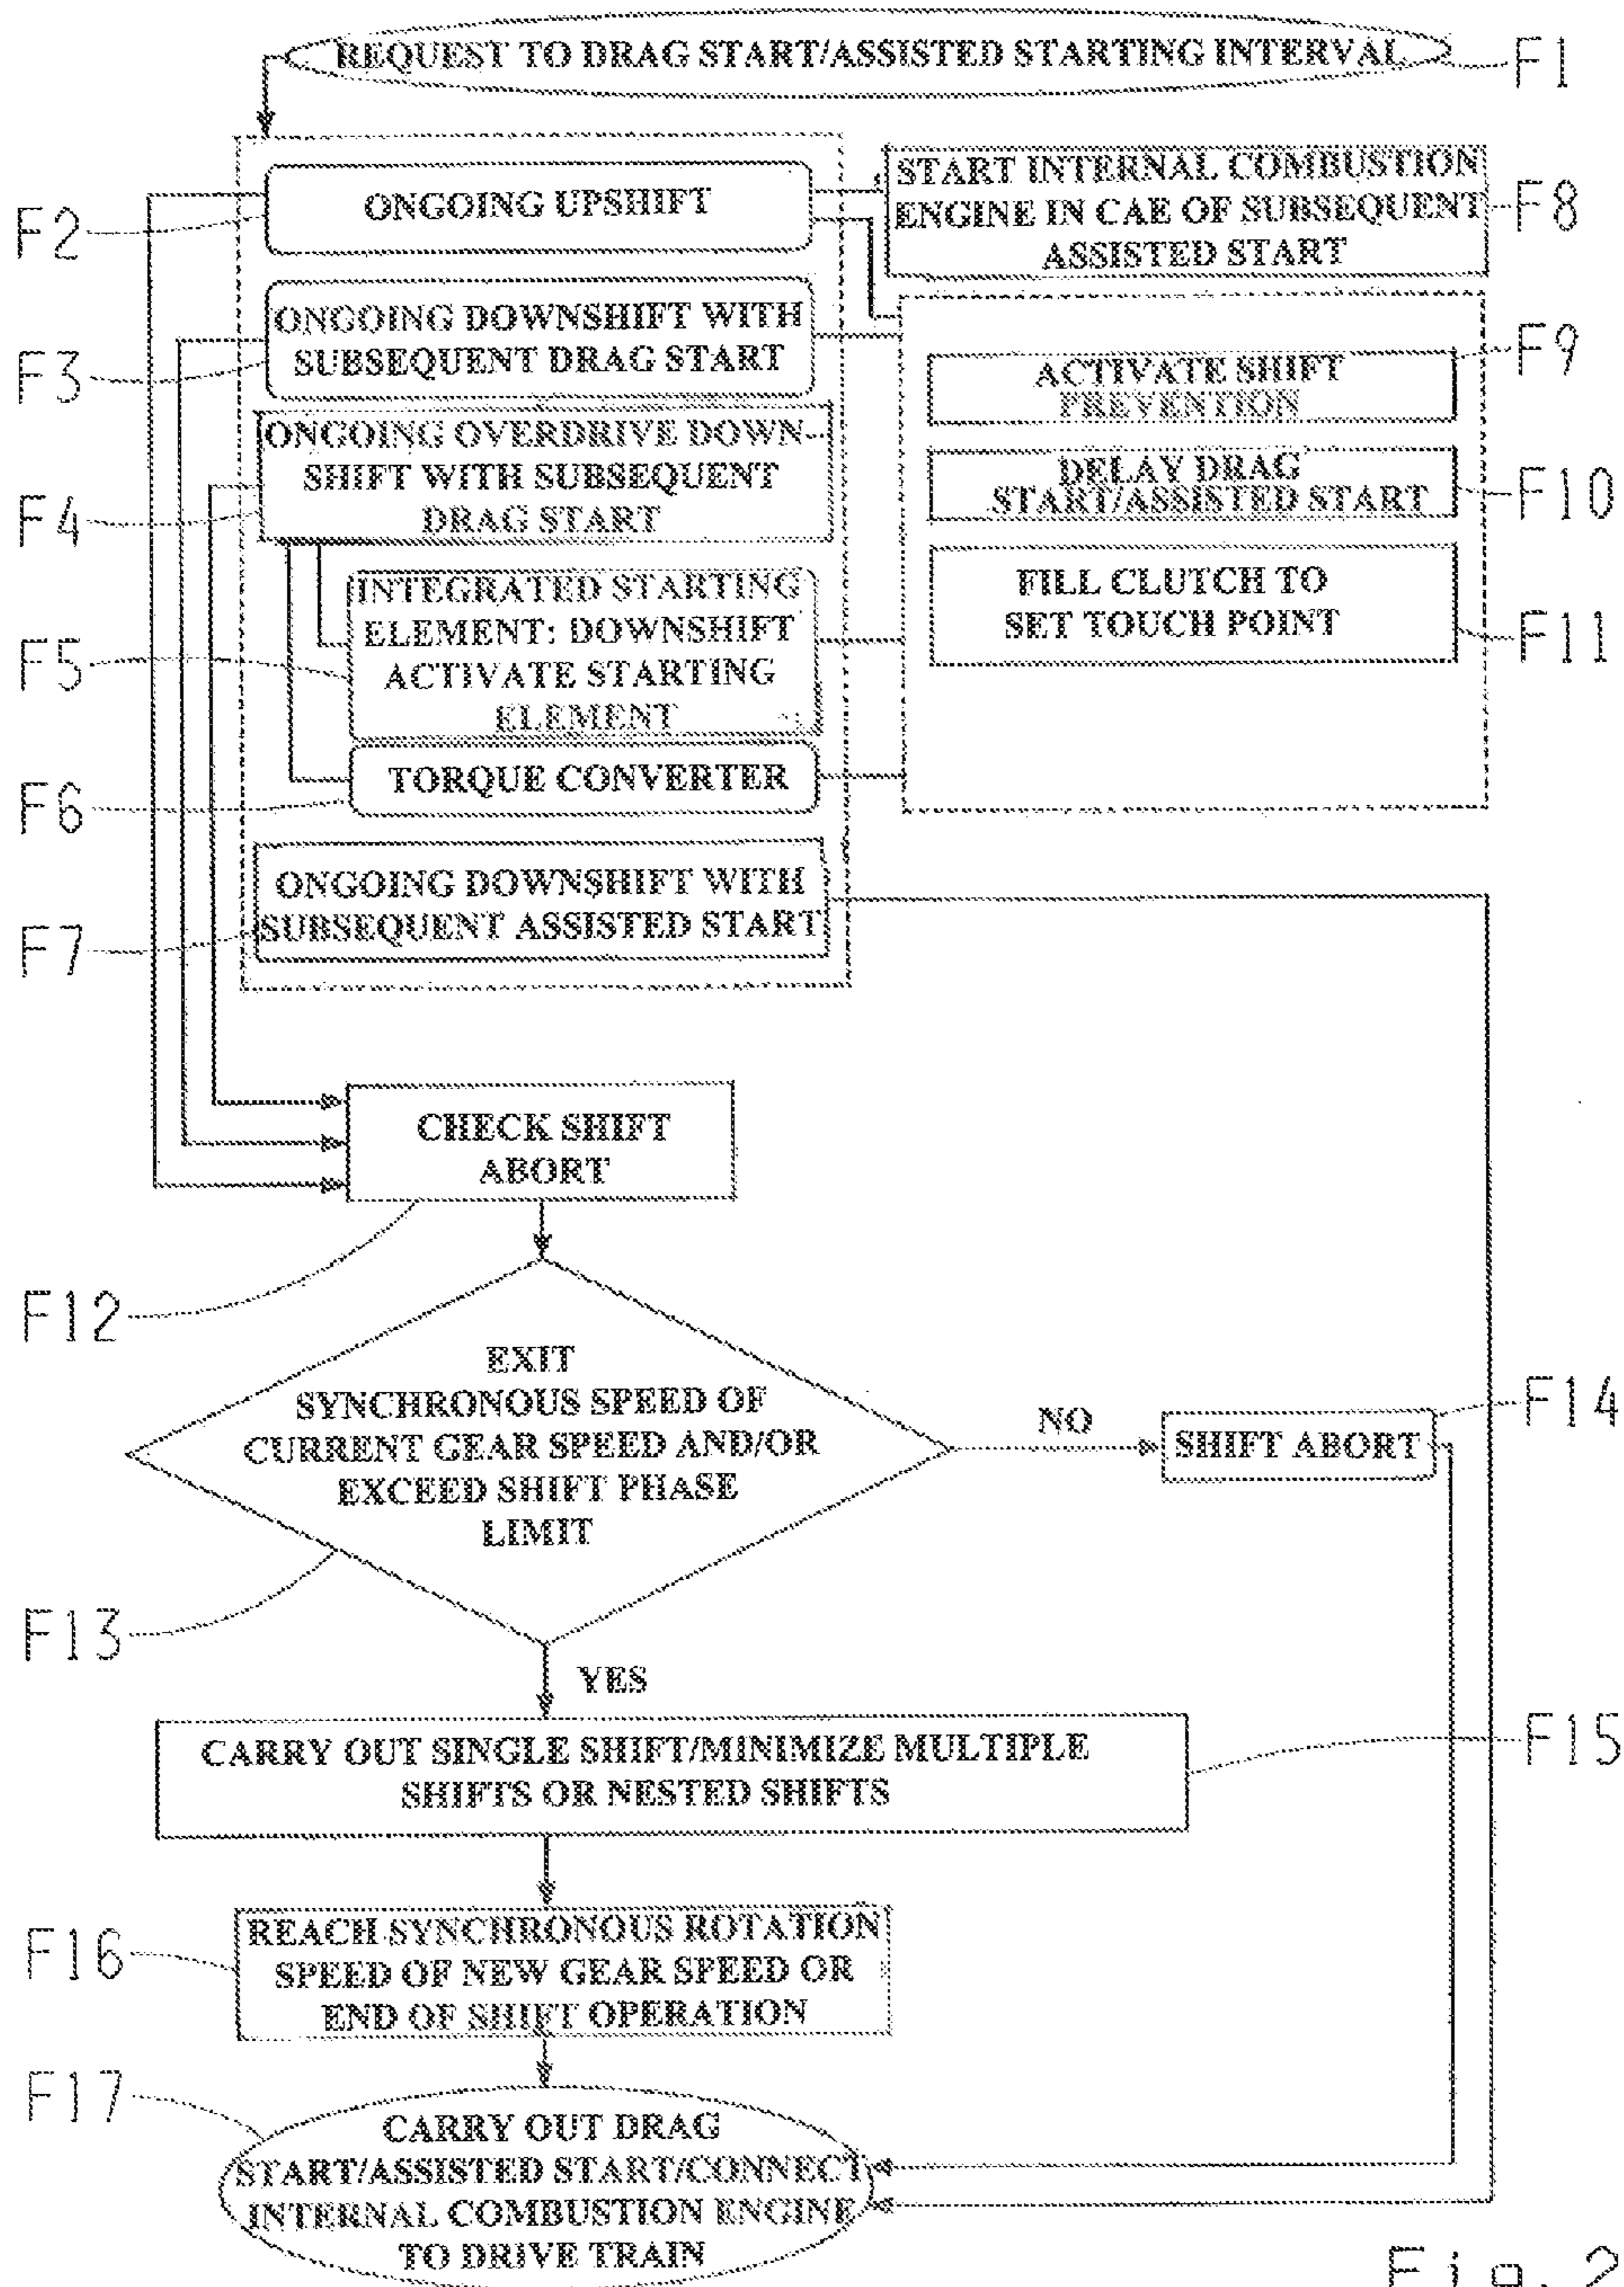 REQUEST TO DRAG START/ASSISTED STARTING INTERVAL
F1
ONGOING UPSHIFT
F2
START INTERNAL COMBUSTION
ENGINE IN CAE OF SUBSEQUENT
ASSISTED START
F8
ONGOING DOWNSHIFT WITH
SUBSEQUENT DRAG START
F3
ACTIVATE SHIFT
PREVENTION
F9
ONGOING OVERDRIVE DOWN-
SHIFT WITH SUBSEQUENT
DRAG START
F4
DELAY DRAG
START/ASSISTED START
F10
INTEGRATED STARTING
ELEMENT: DOWNSHIFT
ACTIVATE STARTING
ELEMENT
F5
FILL CLUTCH TO
SET TOUCH POINT
F11
TORQUE CONVERTER
F6
ONGOING DOWNSHIFT WITH
SUBSEQUENT ASSISTED START
F7
CHECK SHIFT
ABORT
F12
EXIT
SYNCHRONOUS SPEED OF
CURRENT GEAR SPEED AND/OR
EXCEED SHIFT PHASE
LIMIT
F13
NO
SHIFT ABORT
F14
YES
CARRY OUT SINGLE SHIFT/MINIMIZE MULTIPLE
SHIFTS OR NESTED SHIFTS
F15
REACH SYNCHRONOUS ROTATION
SPEED OF NEW GEAR SPEED OR
END OF SHIFT OPERATION
F16
CARRY OUT DRAG
START/ASSISTED START/CONNECT
INTERNAL COMBUSTION ENGINE
TO DRIVE TRAIN
F17
Fig. 2